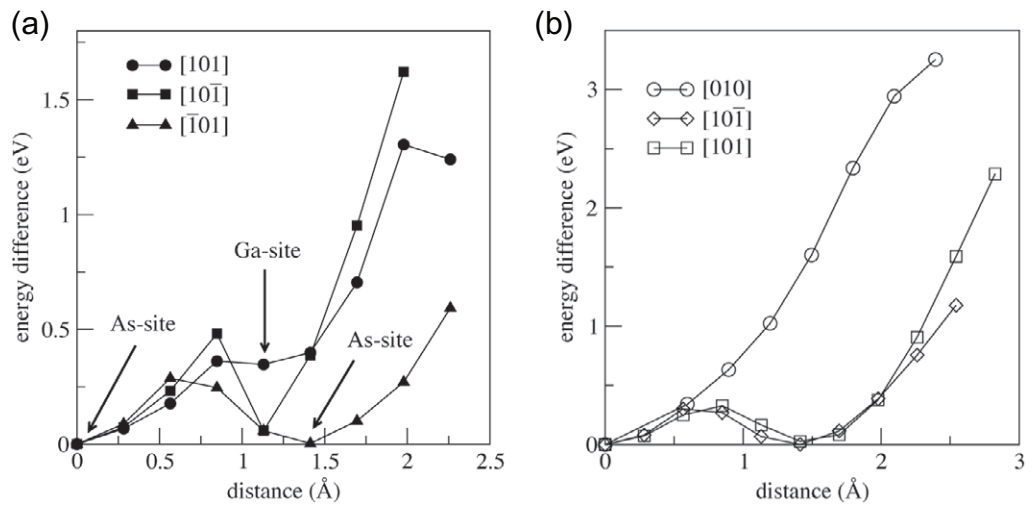 (a)
[101]
[101̅]
[1̅01]
energy difference (eV)
1.5
1
0.5
0
As-site
Ga-site
As-site
0
0.5
1
1.5
2
2.5
distance (Å)
(b)
[010]
[101̅]
[101]
energy difference (eV)
3
2
1
0
0
1
2
3
distance (Å)